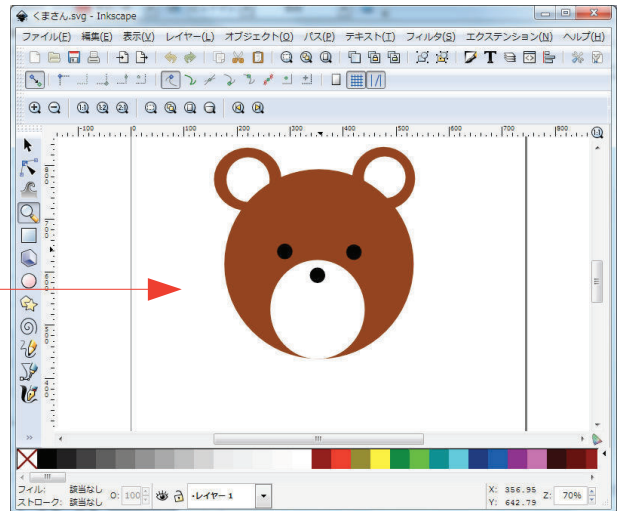 くまさん.svg - Inkscape
ファイル(F) 編集(E) 表示(V) レイヤー(L) オブジェクト(O) パス(P) テキスト(T) フィルタ(S) エクステンション(N) ヘルプ(H)
-100 0 100 200 300 400 500 600 700 800
フィル: 該当なし
ストローク: 該当なし
O: 100
・レイヤー 1
X: 356.95
Y: 642.79
Z: 70%